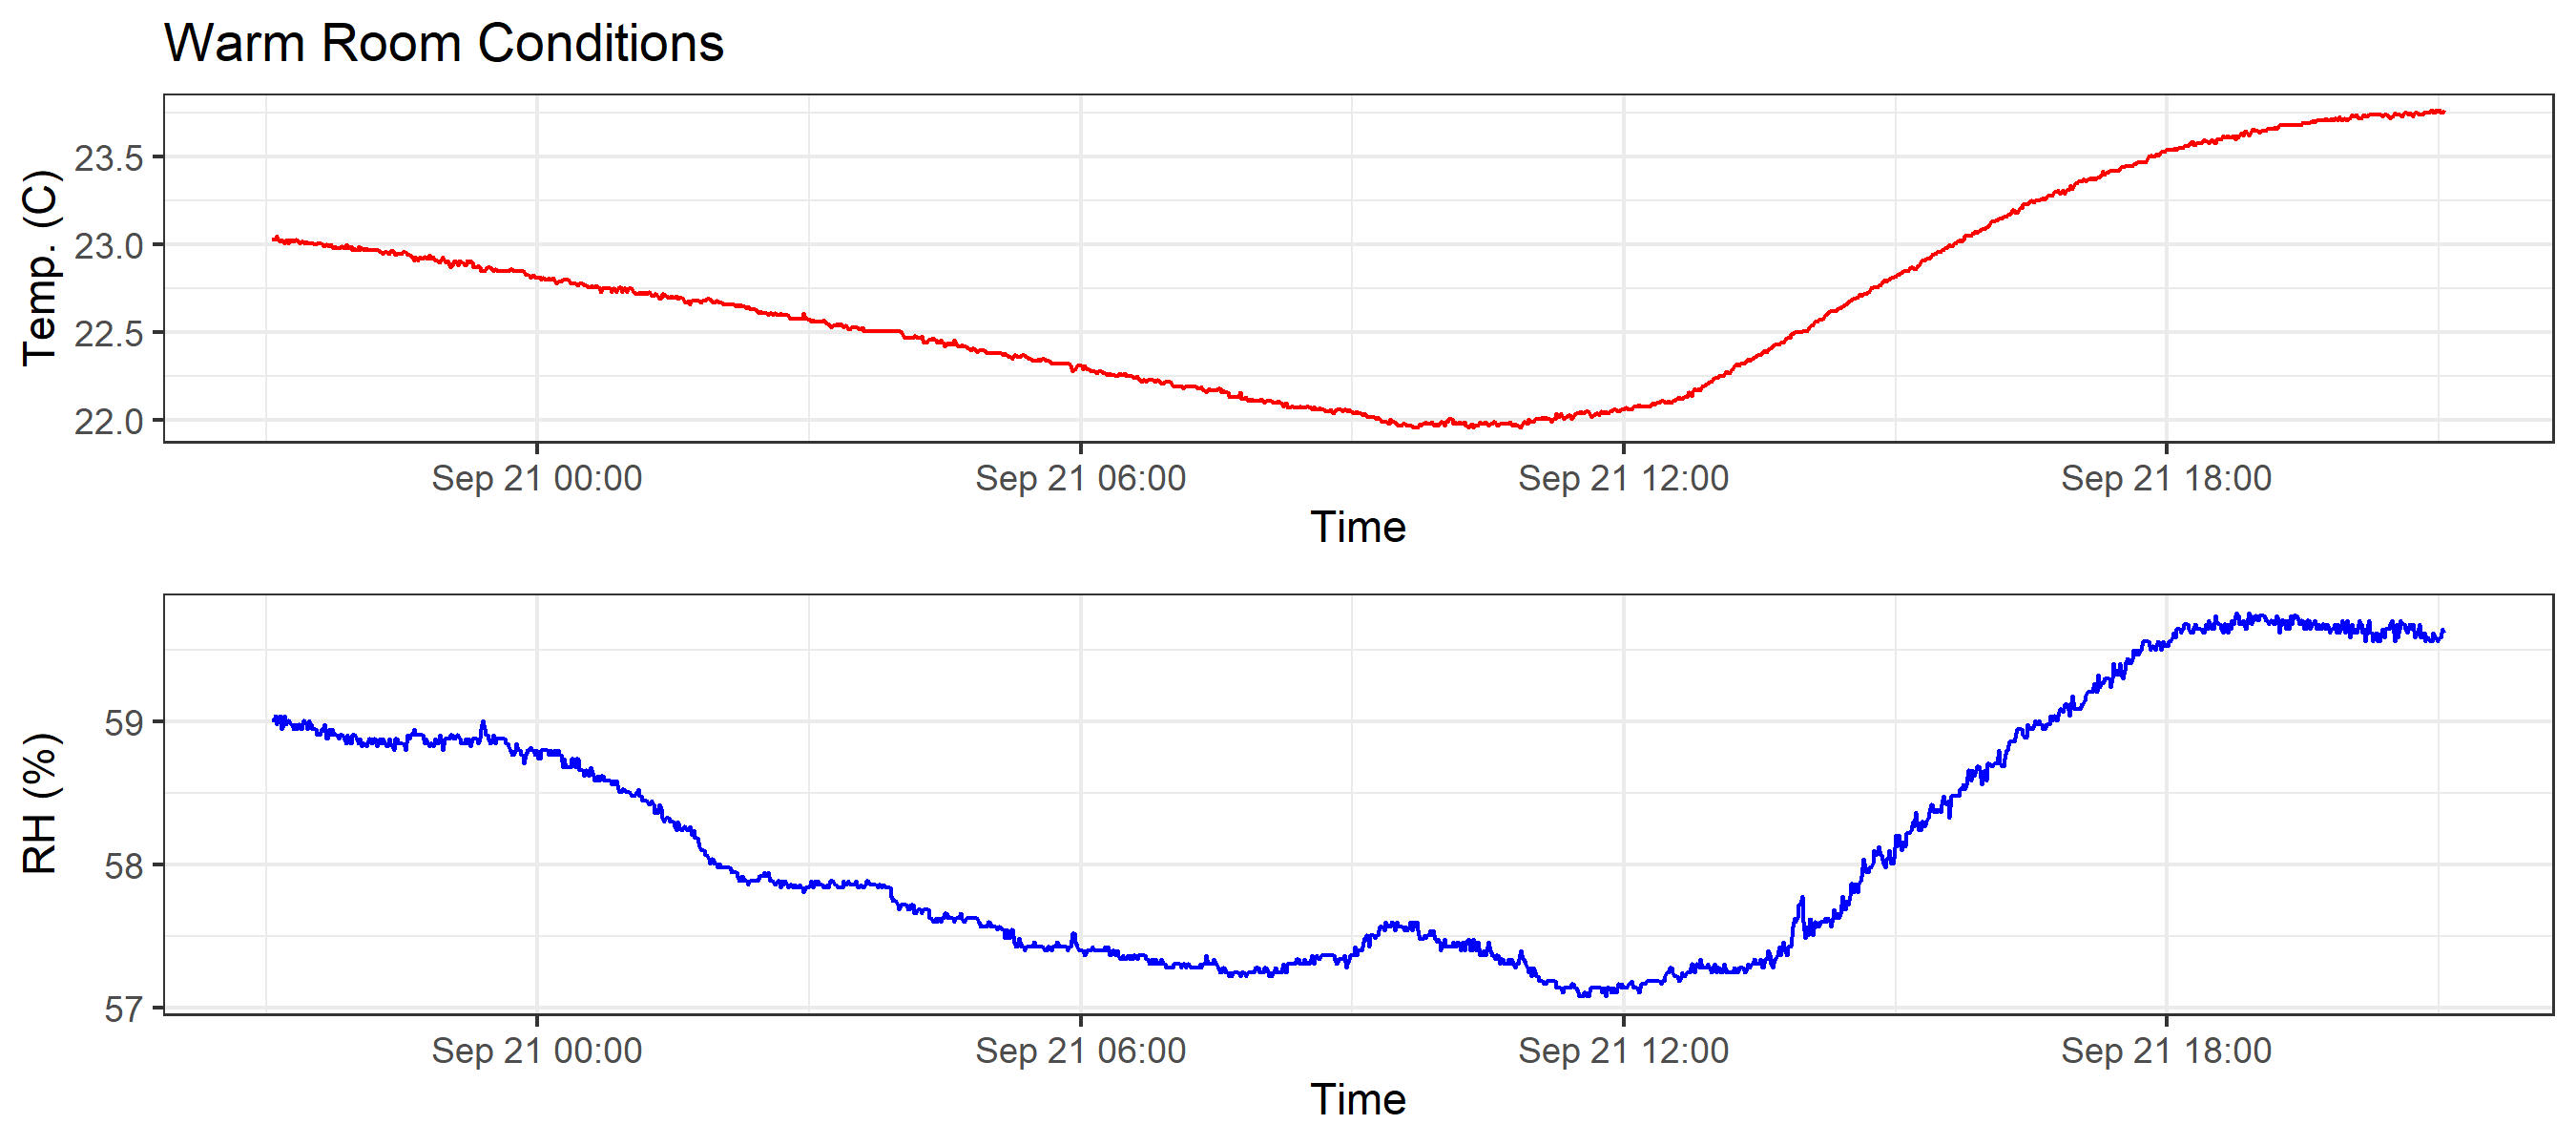 Warm Room Conditions
Temp. (C)
23.5
23.0
22.5
22.0
Sep 21 00:00 Sep 21 06:00 Sep 21 12:00 Sep 21 18:00
Time
RH (%)
59
58
57
Sep 21 00:00 Sep 21 06:00 Sep 21 12:00 Sep 21 18:00
Time